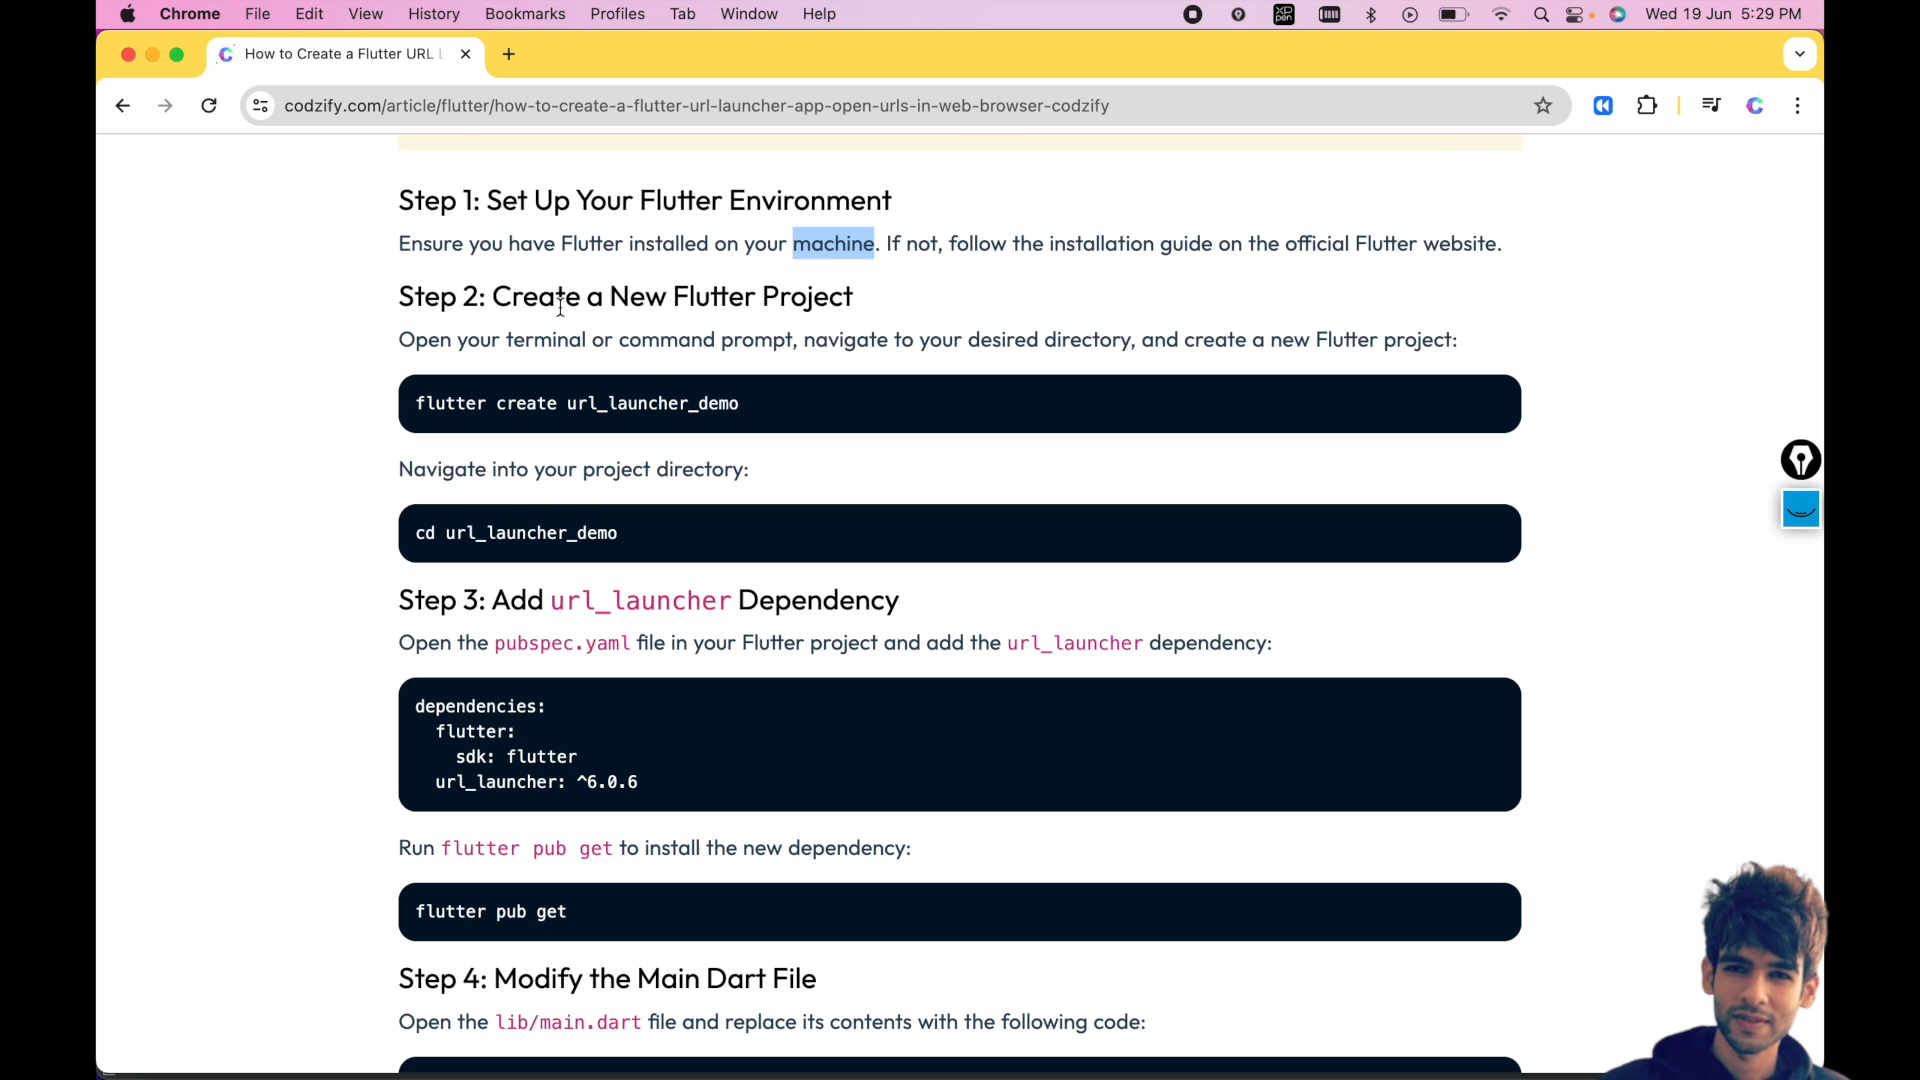 Chrome File Edit View History Bookmarks Profiles Tab Window Help Wed 19 Jun 5:29 PM
How to Create a Flutter URL L
codzify.com/article/flutter/how-to-create-a-flutter-url-launcher-app-open-urls-in-web-browser-codzify
Step 1: Set Up Your Flutter Environment
Ensure you have Flutter installed on your machine. If not, follow the installation guide on the official Flutter website.
Step 2: Create a New Flutter Project
Open your terminal or command prompt, navigate to your desired directory, and create a new Flutter project:
flutter create url_launcher_demo
Navigate into your project directory:
cd url_launcher_demo
Step 3: Add url_launcher Dependency
Open the pubspec.yaml file in your Flutter project and add the url_launcher dependency:
dependencies:
flutter:
sdk: flutter
url_launcher: ^6.0.6
Run flutter pub get to install the new dependency:
flutter pub get
Step 4: Modify the Main Dart File
Open the lib/main.dart file and replace its contents with the following code: